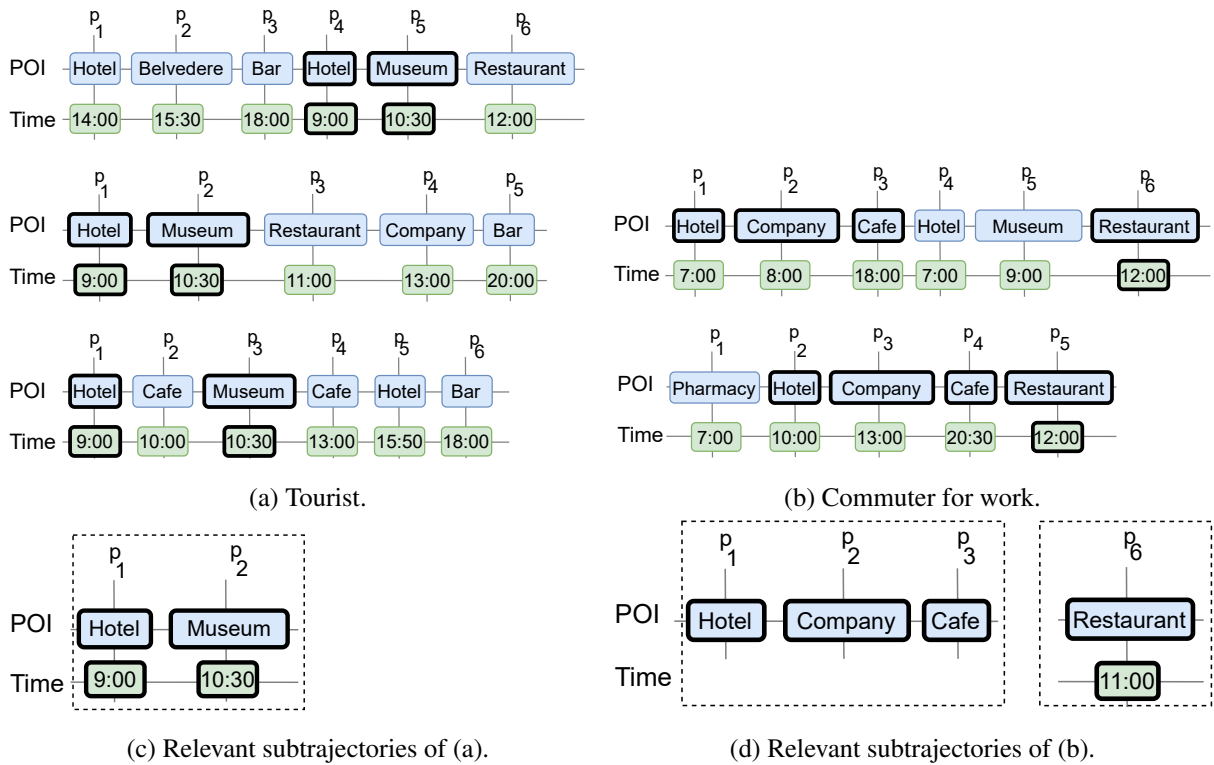 p1 p2 p3 p4 p5 p6
POI Hotel Belvedere Bar Hotel Museum Restaurant
Time 14:00 15:30 18:00 9:00 10:30 12:00
p1 p2 p3 p4 p5
POI Hotel Museum Restaurant Company Bar
Time 9:00 10:30 11:00 13:00 20:00
p1 p2 p3 p4 p5 p6
POI Hotel Cafe Museum Cafe Hotel Bar
Time 9:00 10:00 10:30 13:00 15:50 18:00
(a) Tourist.
p1 p2 p3 p4 p5 p6
POI Hotel Company Cafe Hotel Museum Restaurant
Time 7:00 8:00 18:00 7:00 9:00 12:00
p1 p2 p3 p4 p5
POI Pharmacy Hotel Company Cafe Restaurant
Time 7:00 10:00 13:00 20:30 12:00
(b) Commuter for work.
p1 p2
POI Hotel Museum
Time 9:00 10:30
(c) Relevant subtrajectories of (a).
p1 p2 p3 p6
POI Hotel Company Cafe Restaurant
Time 11:00
(d) Relevant subtrajectories of (b).